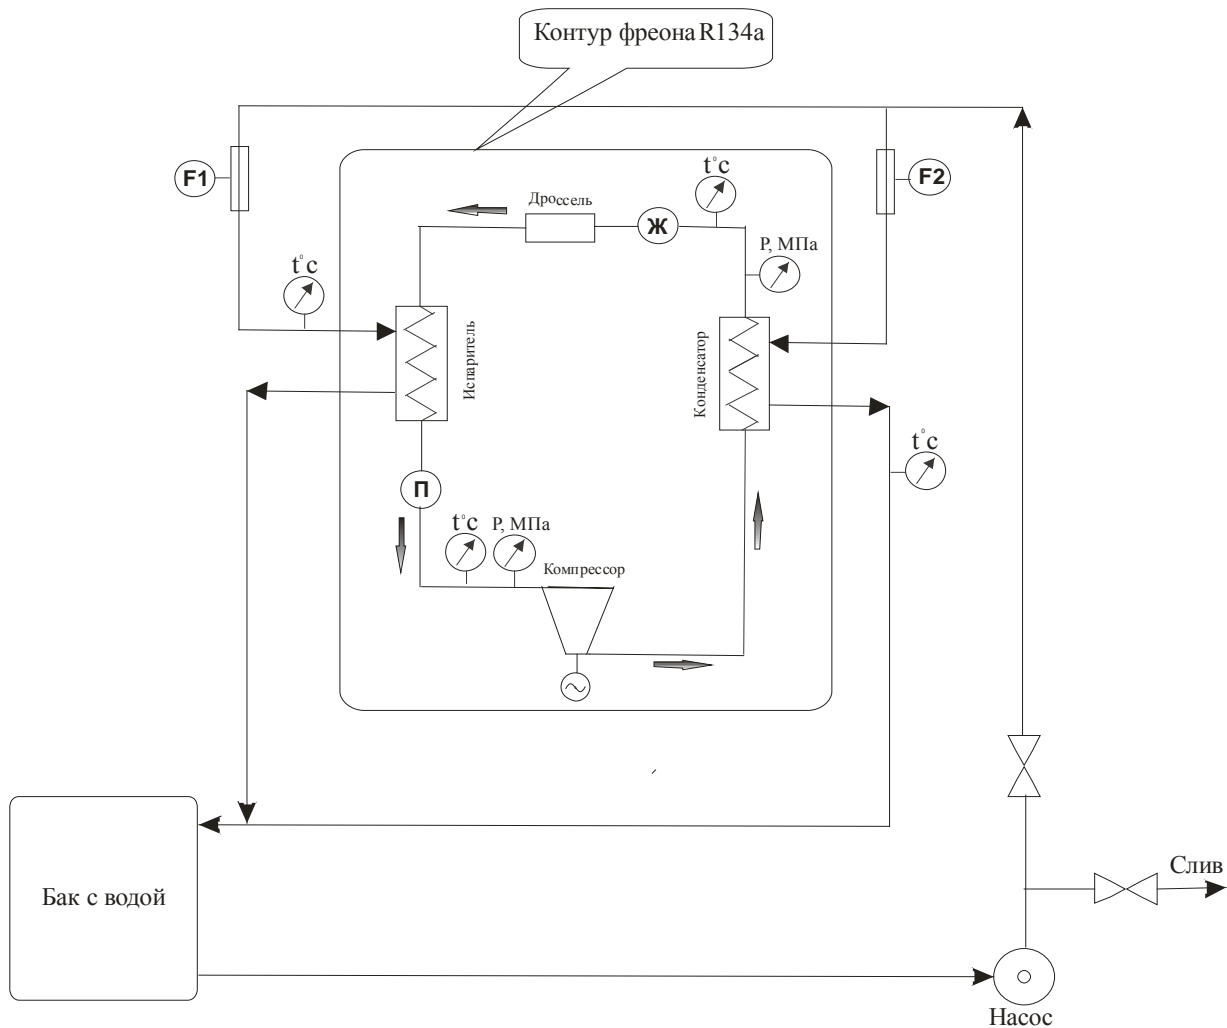 Контур фреона R134a
F1
F2
t°c
Дроссель
Ж
P, МПа
t°c
Испаритель
Конденсатор
t°c
П
t°c
P, МПа
Компрессор
Бак с водой
Слив
Насос